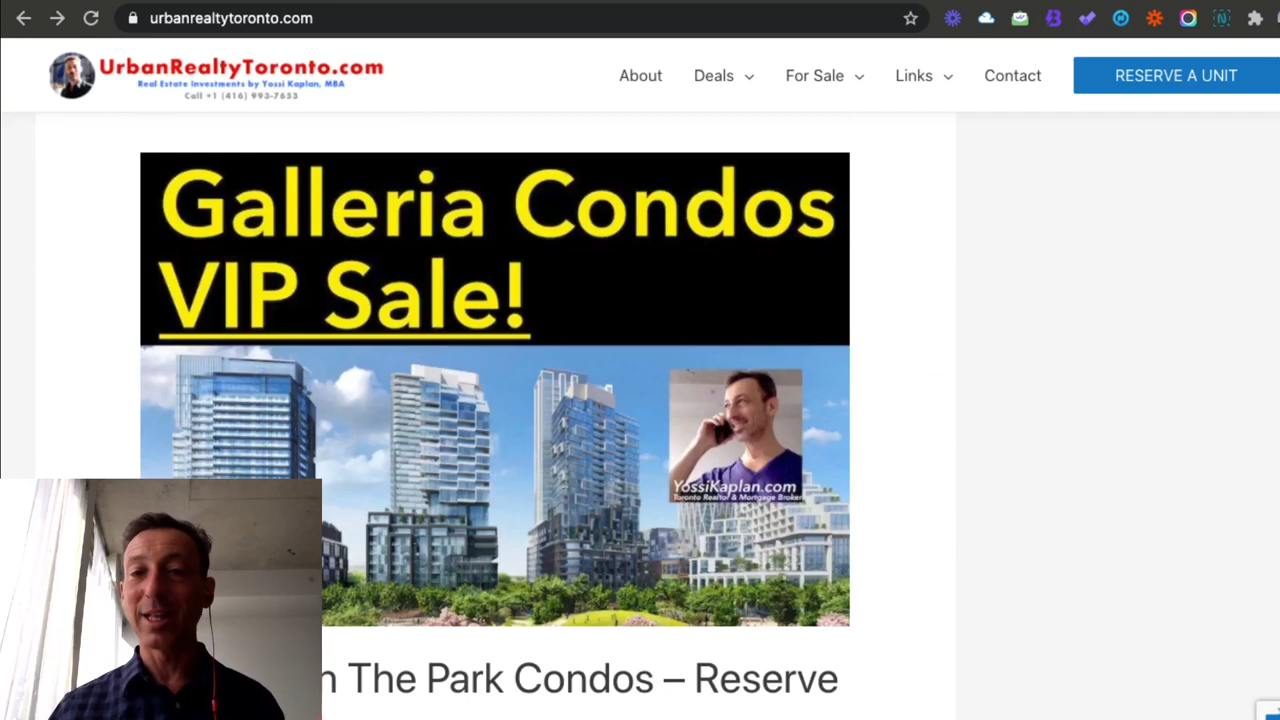 urbanrealtytoronto.com
UrbanRealtyToronto.com
Real Estate Investments by Yossi Kaplan, MBA
Call +1 (416) 993-7633
About Deals For Sale Links Contact RESERVE A UNIT
Galleria Condos
VIP Sale!
YossiKaplan.com
Toronto Realtor & Mortgage Broker
The Park Condos – Reserve